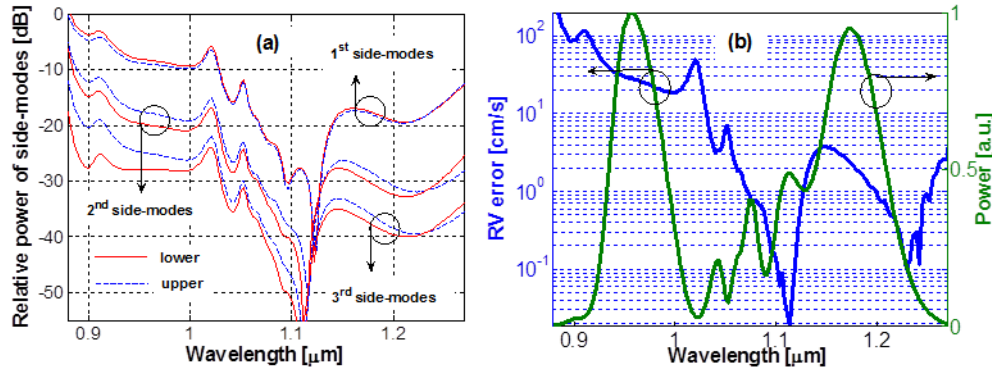 Relative power of side-modes [dB]
0
-10
-20
-30
-40
-50
(a)
1st side-modes
2nd side-modes
3rd side-modes
lower
upper
0.9
1
1.1
1.2
Wavelength [μm]
RV error [cm/s]
10^2
10^1
10^0
10^-1
(b)
1
0.5
0
Power [a.u.]
0.9
1
1.1
1.2
Wavelength [μm]